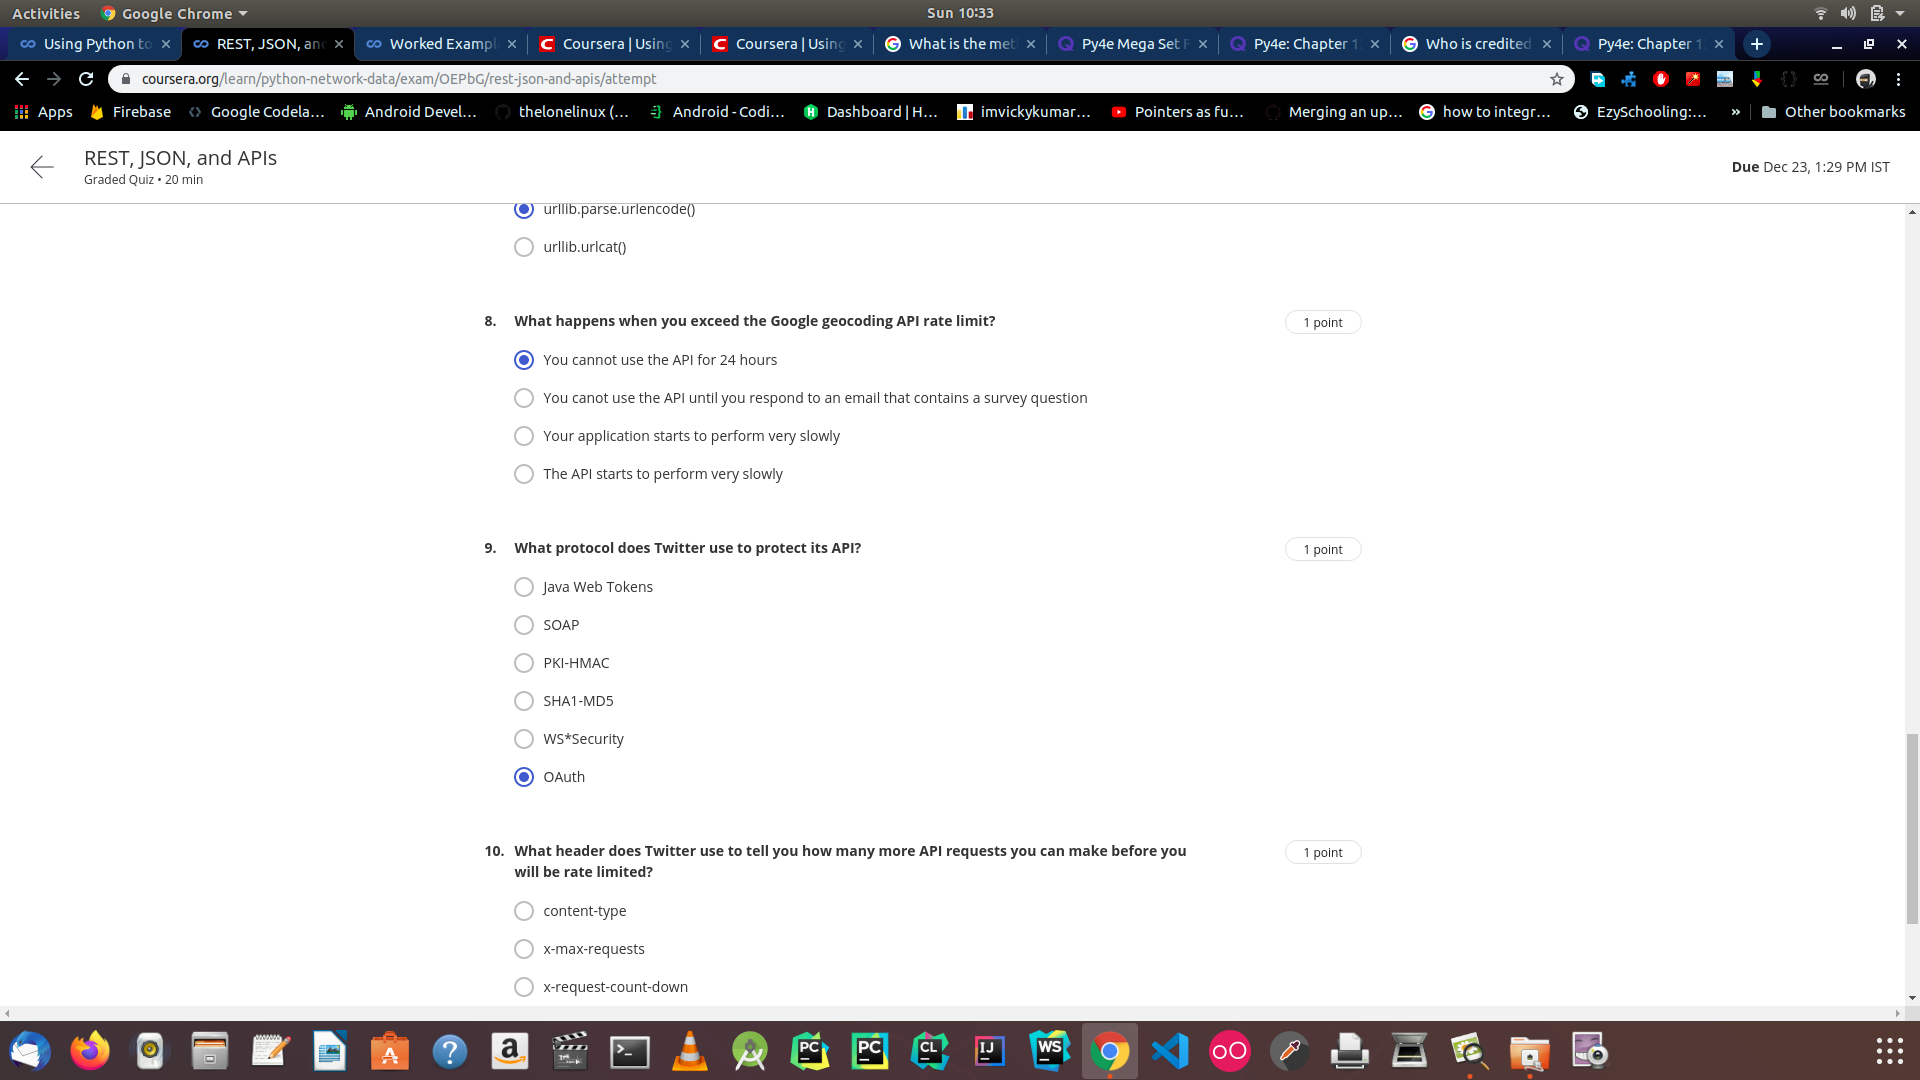 Activities
Google Chrome
Sun 10:33
Using Python to
REST, JSON, an
Worked Exampl
Coursera | Using
Coursera | Using
What is the met
Py4e Mega Set F
Py4e: Chapter 1
Who is credited
Py4e: Chapter 1
coursera.org/learn/python-network-data/exam/OEPbG/rest-json-and-apis/attempt
Apps
Firebase
Google Codela...
Android Devel...
thelonelinux (...
Android - Codi...
Dashboard | H...
imvickykumar...
Pointers as fu...
Merging an up...
how to integr...
EzySchooling:...
»
Other bookmarks
REST, JSON, and APIs
Graded Quiz • 20 min
Due Dec 23, 1:29 PM IST
urllib.parse.urlencode()
urllib.urlcat()
8. What happens when you exceed the Google geocoding API rate limit?
1 point
You cannot use the API for 24 hours
You canot use the API until you respond to an email that contains a survey question
Your application starts to perform very slowly
The API starts to perform very slowly
9. What protocol does Twitter use to protect its API?
1 point
Java Web Tokens
SOAP
PKI-HMAC
SHA1-MD5
WS*Security
OAuth
10. What header does Twitter use to tell you how many more API requests you can make before you
will be rate limited?
1 point
content-type
x-max-requests
x-request-count-down
PC
PC
CL
IJ
WS